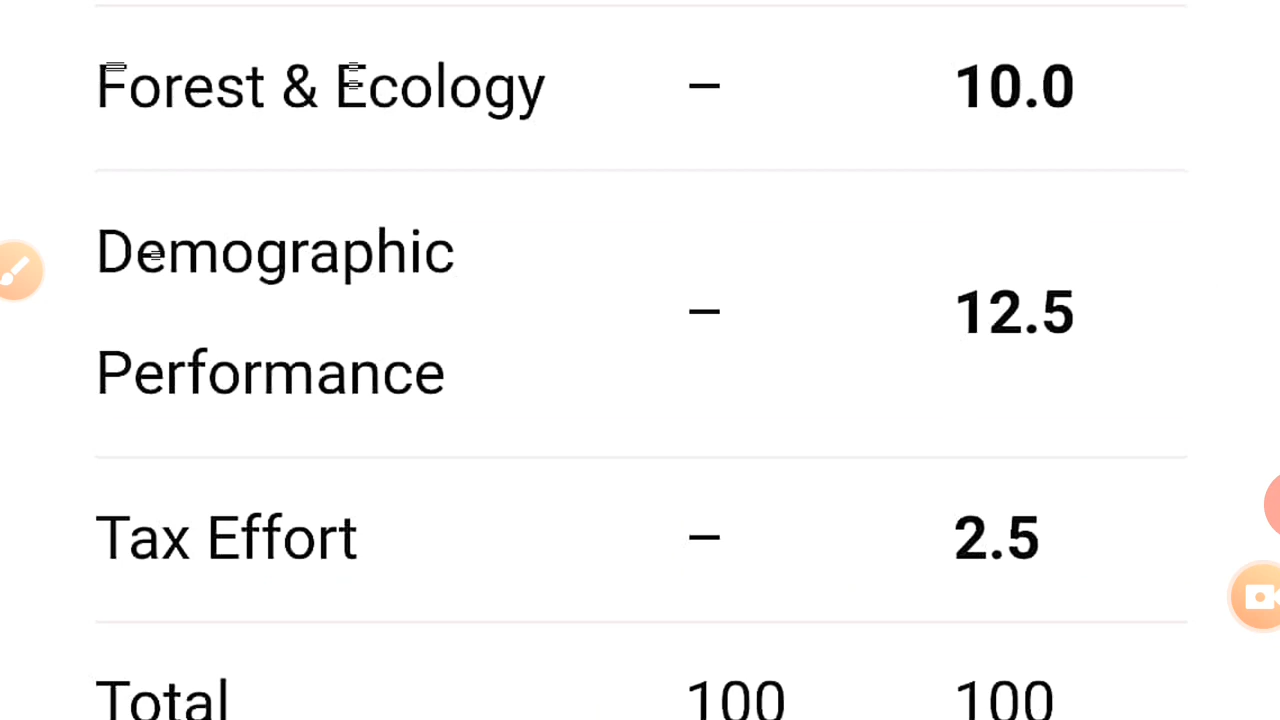 Forest & Ecology – 10.0
Demographic
Performance – 12.5
Tax Effort – 2.5
Total 100 100